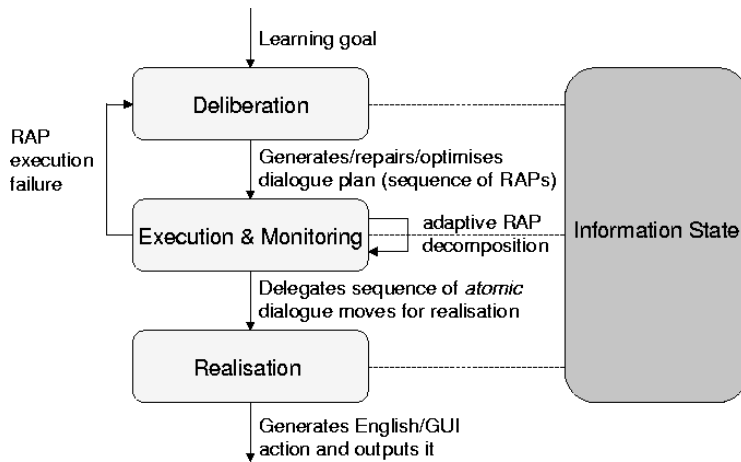 Learning goal
Deliberation
RAP
execution
failure
Generates/repairs/optimises
dialogue plan (sequence of RAPs)
Execution & Monitoring
adaptive RAP
decomposition
Information State
Delegates sequence of atomic
dialogue moves for realisation
Realisation
Generates English/GUI
action and outputs it